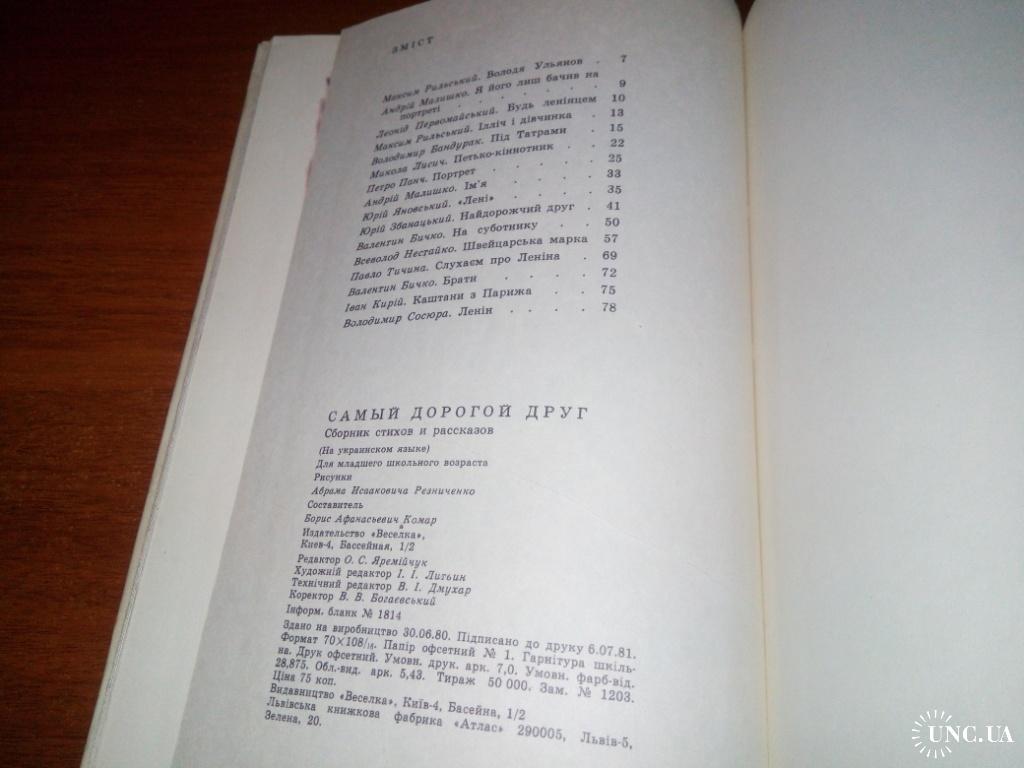 ЗМІСТ
Максим Рильський. Володя Ульянов . 7
Андрій Малишко. Я його лиш бачив на
портреті . . . . . . . 9
Леонід Первомайський. Будь ленінцем 10
Максим Рильський. Ілліч і дівчинка . 13
Володимир Бандурак. Під Татрами . 15
Микола Лисич. Петько-кіннотник . . 22
Петро Панч. Портрет . . . . . 25
Андрій Малишко. Ім'я . . . . 33
Юрій Яновський. «Лені» . . . . 35
Юрій Збанацький. Найдорожчий друг . 41
Валентин Бичко. На суботнику . . 50
Всеволод Нестайко. Швейцарська марка 57
Павло Тичина. Слухаєм про Леніна . 69
Валентин Бичко. Брати . . . . 72
Іван Кирій. Каштани з Парижа . . 75
Володимир Сосюра. Ленін . . . . 78
САМЫЙ ДОРОГОЙ ДРУГ
Сборник стихов и рассказов
(На украинском языке)
Для младшего школьного возраста
Рисунки
Абрама Исааковича Резниченко
Составитель
Борис Афанасьевич Комар
Издательство «Веселка»,
Киев-4, Бассейная, 1/2
Редактор О. С. Яремійчук
Художній редактор І. І. Литвин
Технічний редактор В. І. Дмухар
Коректор В. В. Богаєвський
Інформ. бланк № 1814
Здано на виробництво 30.06.80. Підписано до друку 6.07.81.
Формат 70×108/16. Папір офсетний № 1. Гарнітура шкіль-
на. Друк офсетний. Умовн. друк. арк. 7,0. Умовн. фарб-від.
28,875. Обл.-вид. арк. 5,43. Тираж 50 000. Зам. № 1203.
Ціна 75 коп.
Видавництво «Веселка», Київ-4, Басейна, 1/2
Львівська книжкова фабрика «Атлас» 290005, Львів-5,
Зелена, 20.
UNC.UA